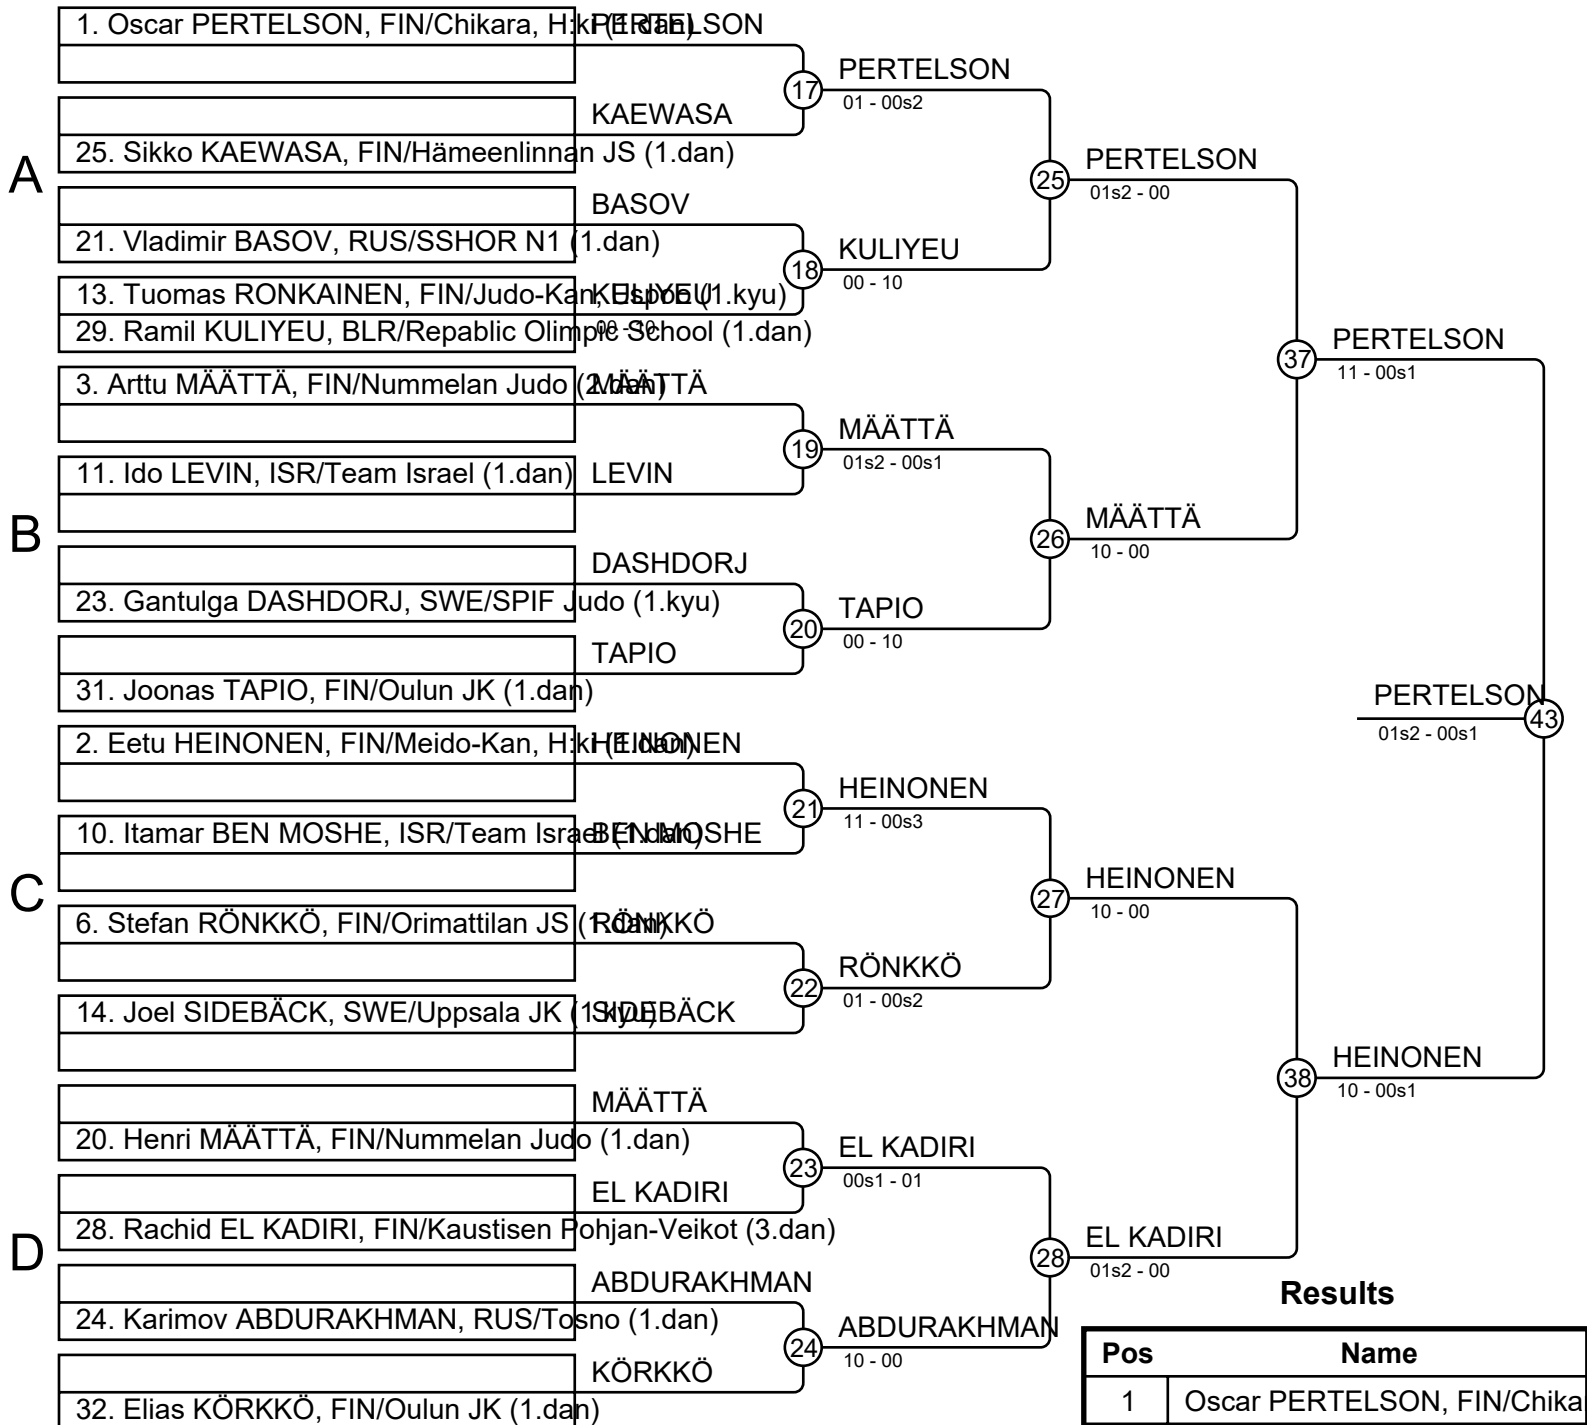 1. Oscar PERTELSON, FIN/Chikara, H:ki (1.dan)
PERTELSON
17
PERTELSON
01 - 00s2
KAEWASA
25. Sikko KAEWASA, FIN/Hämeenlinnan JS (1.dan)
A
25
PERTELSON
01s2 - 00
BASOV
21. Vladimir BASOV, RUS/SSHOR N1 (1.dan)
18
KULIYEU
00 - 10
13. Tuomas RONKAINEN, FIN/Judo-Kan, Espoo (1.kyu)
KULIYEU
00 - 10
29. Ramil KULIYEU, BLR/Repablic Olimpic School (1.dan)
37
PERTELSON
11 - 00s1
3. Arttu MÄÄTTÄ, FIN/Nummelan Judo (2.dan)
MÄÄTTÄ
19
MÄÄTTÄ
01s2 - 00s1
11. Ido LEVIN, ISR/Team Israel (1.dan)
LEVIN
B
26
MÄÄTTÄ
10 - 00
DASHDORJ
23. Gantulga DASHDORJ, SWE/SPIF Judo (1.kyu)
20
TAPIO
00 - 10
TAPIO
31. Joonas TAPIO, FIN/Oulun JK (1.dan)
PERTELSON
43
01s2 - 00s1
2. Eetu HEINONEN, FIN/Meido-Kan, H:ki (1.dan)
HEINONEN
21
HEINONEN
11 - 00s3
10. Itamar BEN MOSHE, ISR/Team Israel (1.dan)
BEN MOSHE
C
27
HEINONEN
10 - 00
6. Stefan RÖNKKÖ, FIN/Orimattilan JS (1.dan)
RÖNKKÖ
22
RÖNKKÖ
01 - 00s2
14. Joel SIDEBÄCK, SWE/Uppsala JK (1.kyu)
SIDEBÄCK
38
HEINONEN
10 - 00s1
MÄÄTTÄ
20. Henri MÄÄTTÄ, FIN/Nummelan Judo (1.dan)
23
EL KADIRI
00s1 - 01
EL KADIRI
28. Rachid EL KADIRI, FIN/Kaustisen Pohjan-Veikot (3.dan)
D
28
EL KADIRI
01s2 - 00
ABDURAKHMAN
24. Karimov ABDURAKHMAN, RUS/Tosno (1.dan)
24
ABDURAKHMAN
10 - 00
KÖRKKÖ
32. Elias KÖRKKÖ, FIN/Oulun JK (1.dan)
Results
Pos Name
1 Oscar PERTELSON, FIN/Chika